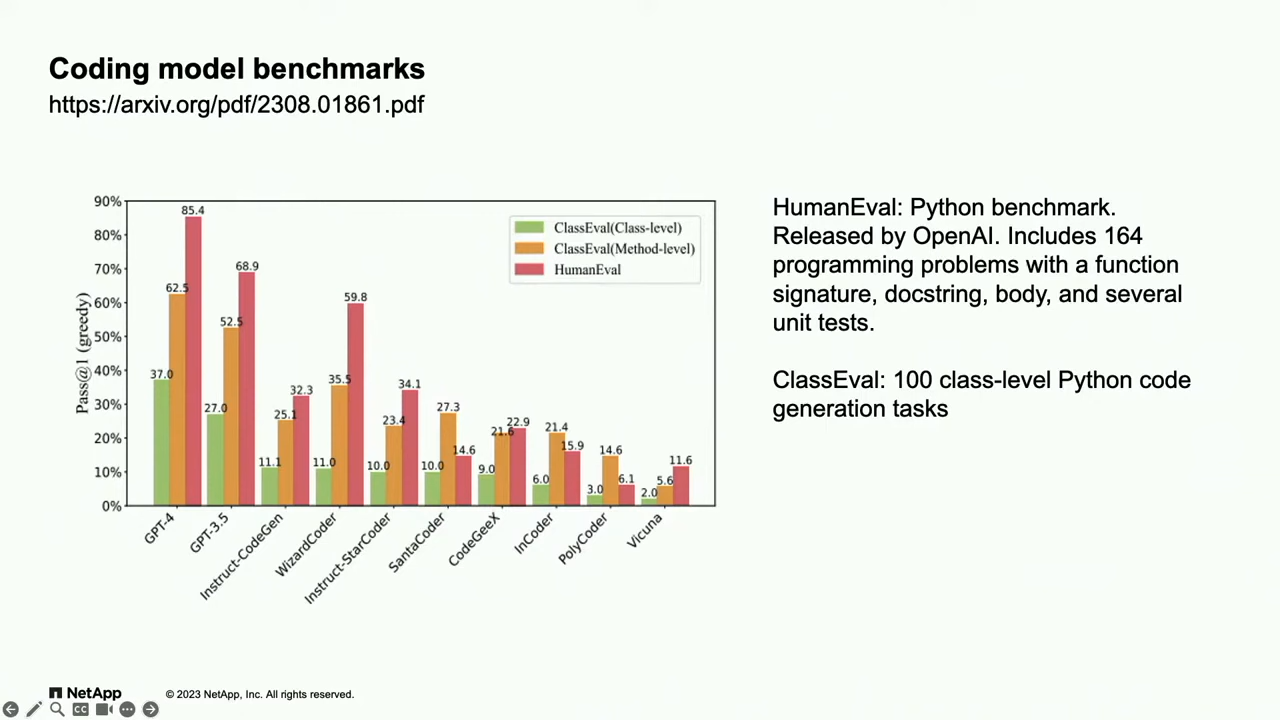 Coding model benchmarks
https://arxiv.org/pdf/2308.01861.pdf
90%
80%
70%
60%
50%
40%
30%
20%
10%
0%
Pass@1 (greedy)
ClassEval(Class-level)
ClassEval(Method-level)
HumanEval
37.0
62.5
85.4
27.0
52.5
68.9
11.1
25.1
32.3
11.0
35.5
59.8
10.0
23.4
34.1
10.0
27.3
14.6
9.0
21.6
22.9
6.0
21.4
15.9
3.0
14.6
6.1
2.0
5.6
11.6
GPT-4
GPT-3.5
Instruct-CodeGen
WizardCoder
Instruct-StarCoder
SantaCoder
CodeGeeX
InCoder
PolyCoder
Vicuna
HumanEval: Python benchmark.
Released by OpenAI. Includes 164
programming problems with a function
signature, docstring, body, and several
unit tests.
ClassEval: 100 class-level Python code
generation tasks
NetApp
© 2023 NetApp, Inc. All rights reserved.
CC